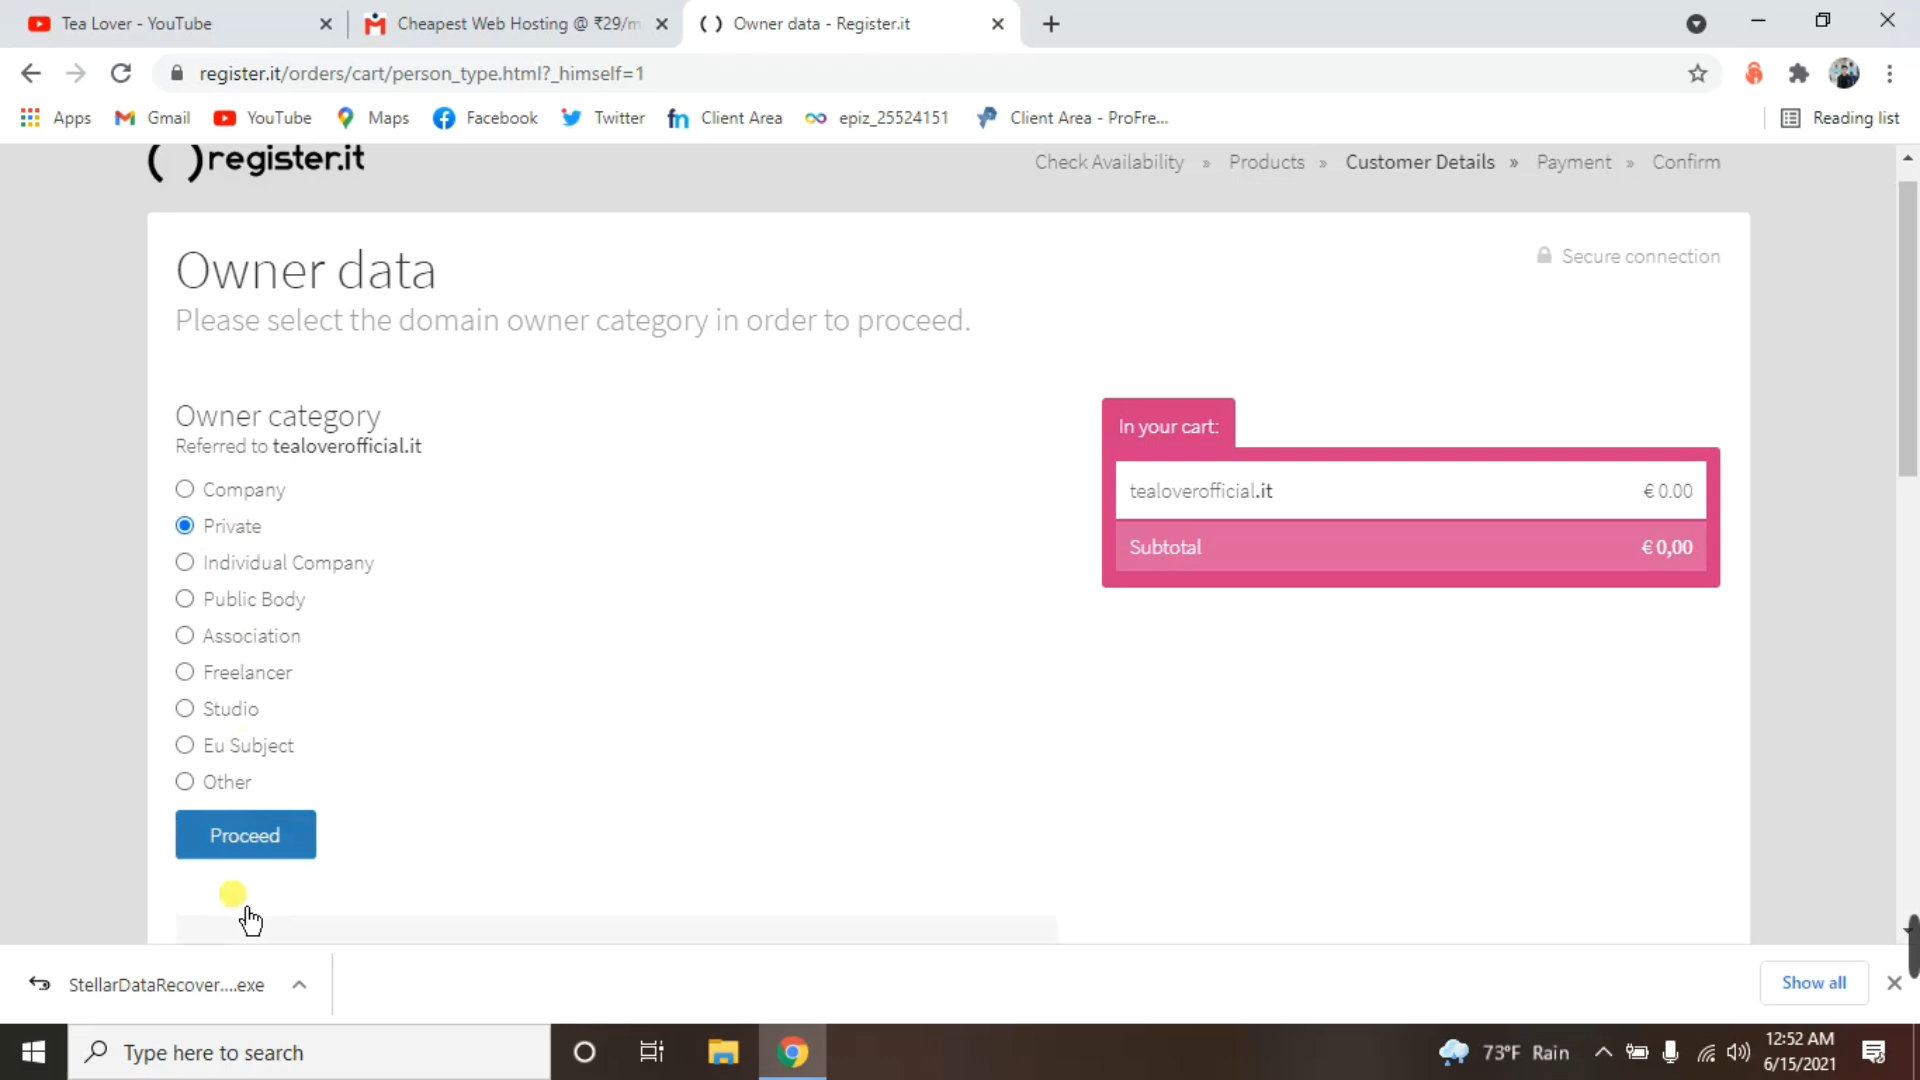 Tea Lover - YouTube
Cheapest Web Hosting @ ₹29/m
Owner data - Register.it
register.it/orders/cart/person_type.html?_himself=1
Apps
Gmail
YouTube
Maps
Facebook
Twitter
Client Area
epiz_25524151
Client Area - ProFre...
Reading list
( )register.it
Check Availability » Products » Customer Details » Payment » Confirm
Owner data
Secure connection
Please select the domain owner category in order to proceed.
Owner category
Referred to tealoverofficial.it
Company
Private
Individual Company
Public Body
Association
Freelancer
Studio
Eu Subject
Other
Proceed
In your cart:
tealoverofficial.it € 0.00
Subtotal € 0,00
StellarDataRecover....exe
Show all
Type here to search
73°F Rain
12:52 AM
6/15/2021